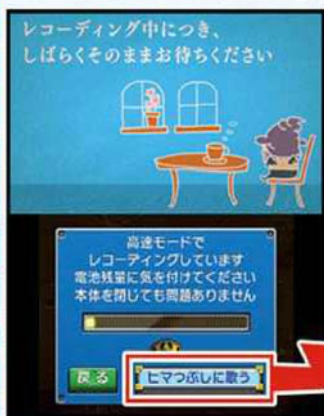 レコーディング中につき、
しばらくそのままお待ちください
高速モードで
レコーディングしています
電池残量に気を付けてください
本体を閉じても問題ありません
戻る
ヒマつぶしに歌う